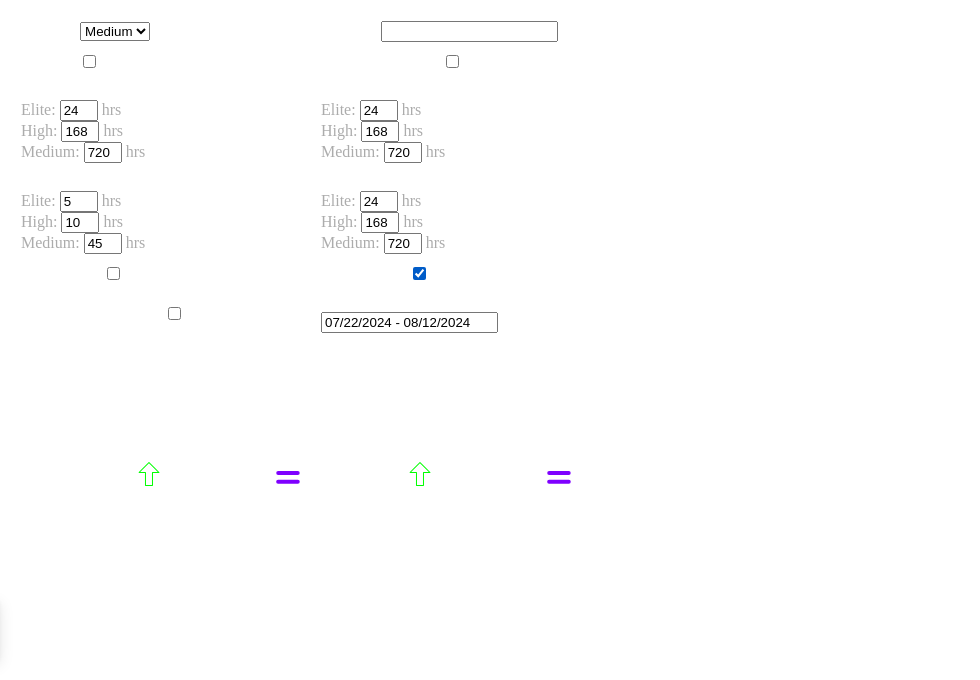 Medium
Elite: 24 hrs
High: 168 hrs
Medium: 720 hrs
Elite: 5 hrs
High: 10 hrs
Medium: 45 hrs
Elite: 24 hrs
High: 168 hrs
Medium: 720 hrs
Elite: 24 hrs
High: 168 hrs
Medium: 720 hrs
07/22/2024 - 08/12/2024